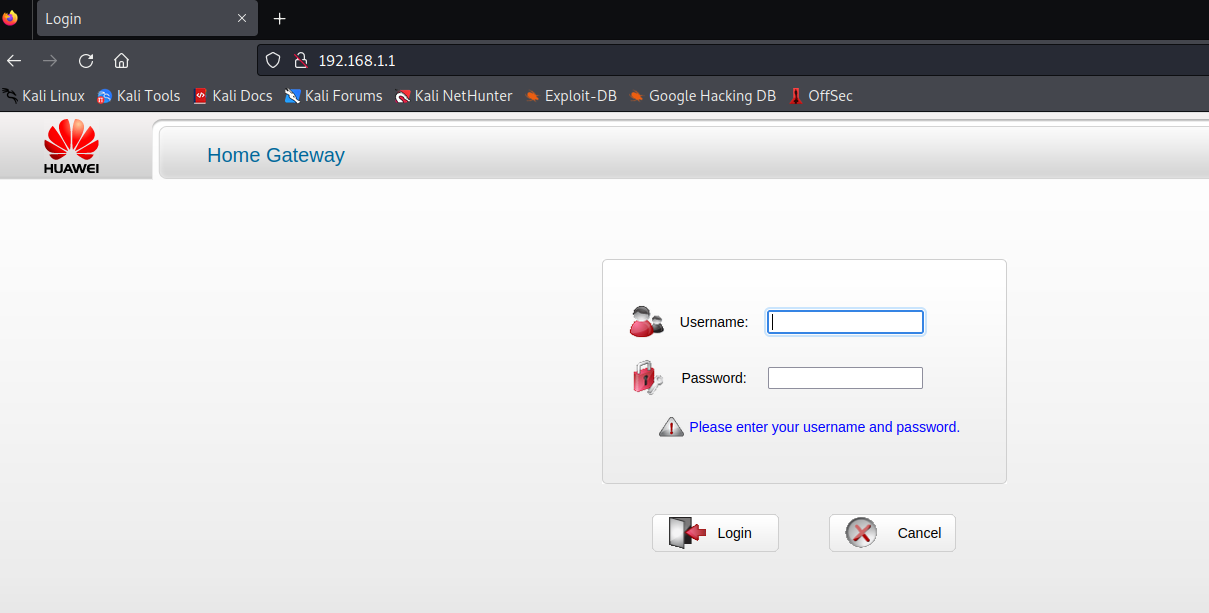 Login
192.168.1.1
Kali Linux Kali Tools Kali Docs Kali Forums Kali NetHunter Exploit-DB Google Hacking DB OffSec
HUAWEI
Home Gateway
Username:
Password:
Please enter your username and password.
Login Cancel